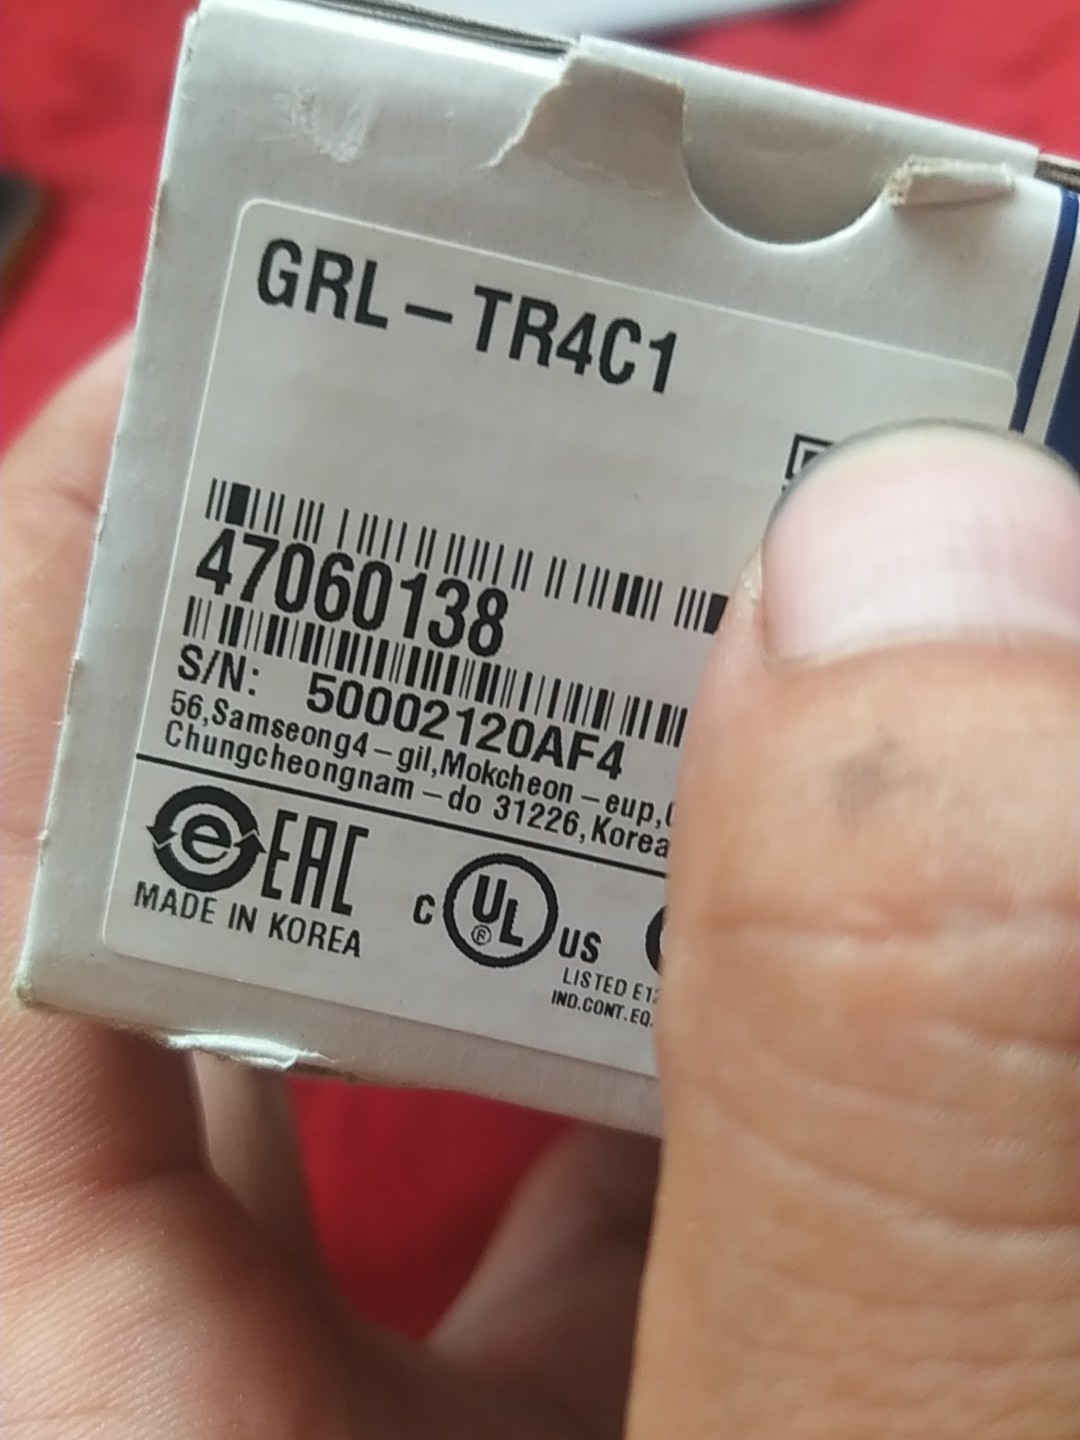 GRL-TR4C1
47060138
S/N: 50002120AF4
56,Samseong4-gil,Mokcheon-eup,
Chungcheongnam-do 31226,Korea
e EAC
C UL ® US
MADE IN KOREA
LISTED
IND.CONT.EQ.